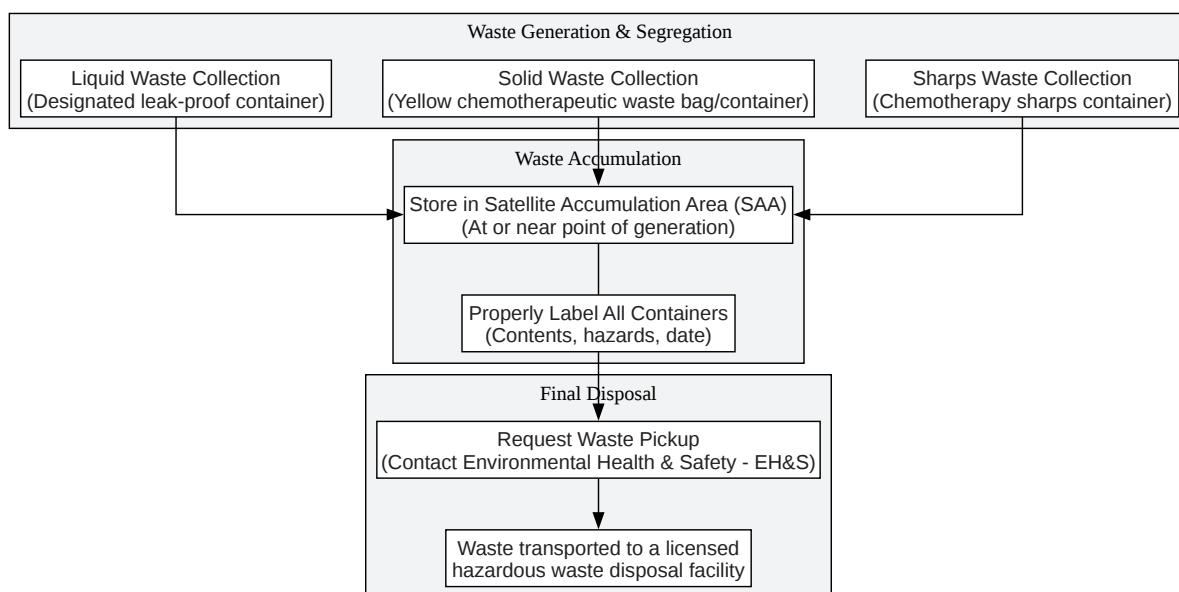 Waste Generation & Segregation
Liquid Waste Collection
(Designated leak-proof container)
Solid Waste Collection
(Yellow chemotherapeutic waste bag/container)
Sharps Waste Collection
(Chemotherapy sharps container)
Waste Accumulation
Store in Satellite Accumulation Area (SAA)
(At or near point of generation)
Properly Label All Containers
(Contents, hazards, date)
Final Disposal
Request Waste Pickup
(Contact Environmental Health & Safety - EH&S)
Waste transported to a licensed
hazardous waste disposal facility